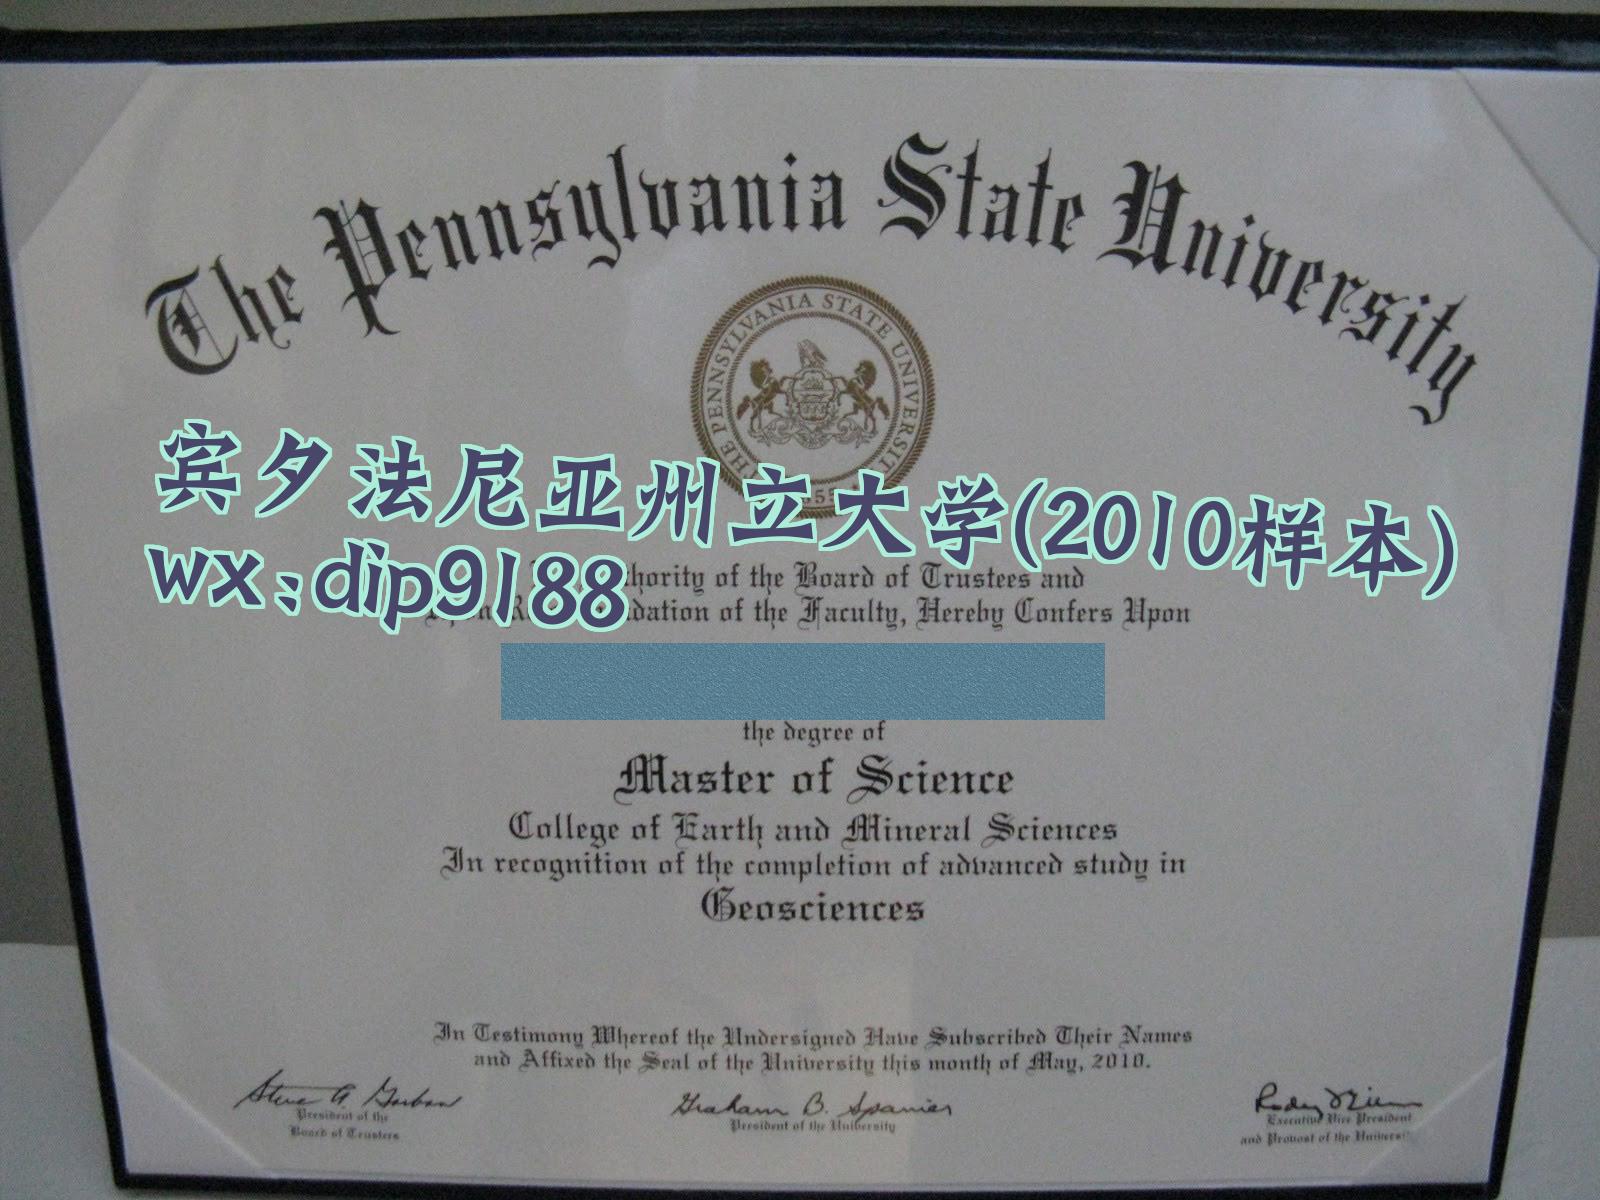 The Pennsylvania State University
THE PENNSYLVANIA STATE UNIVERSITY
宾夕法尼亚州立大学(2010样本)
wx:dip9188
of the Board of Trustees and
of the Faculty, Hereby Confers Upon
the degree of
Master of Science
College of Earth and Mineral Sciences
In recognition of the completion of advanced study in
Geosciences
In Testimony Whereof the Undersigned Have Subscribed Their Names
and Affixed the Seal of the University this month of May, 2010.
Steve A. Garban Graham B. Spanier
President of the
Board of Trustees
President of the University
Executive Vice President
and Provost of the